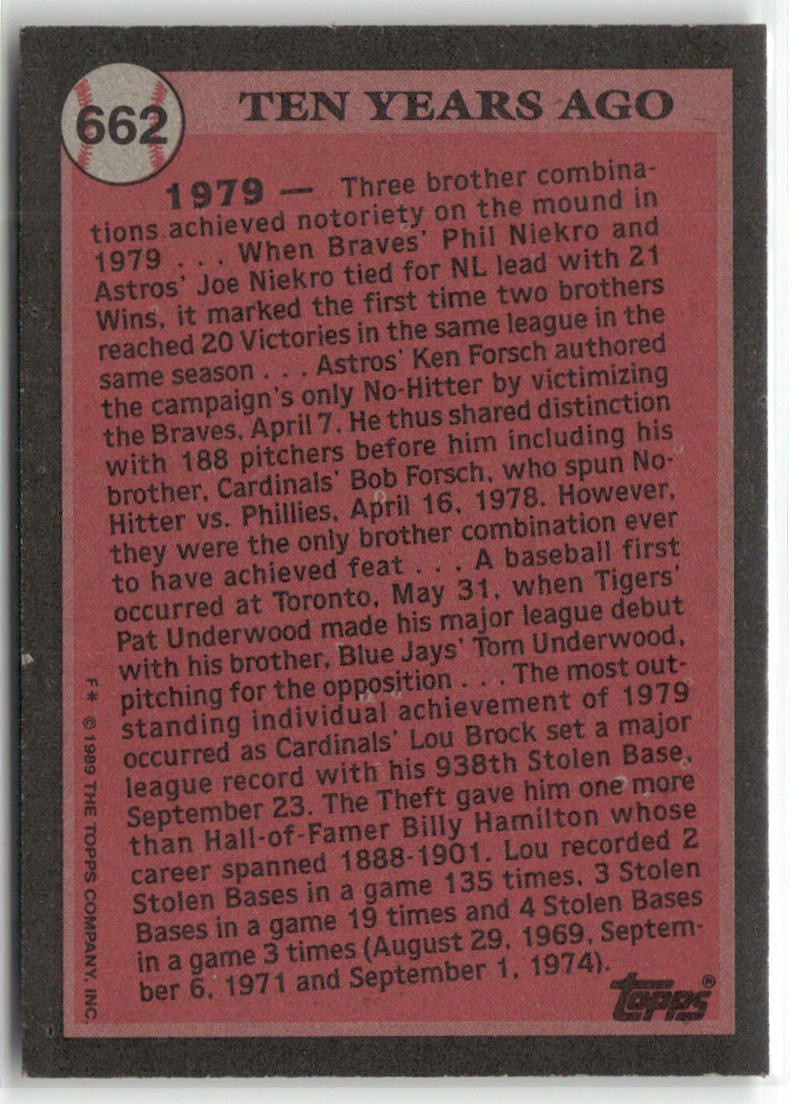 662
TEN YEARS AGO
1979 — Three brother combina-
tions achieved notoriety on the mound in
1979 . . . When Braves' Phil Niekro and
Astros' Joe Niekro tied for NL lead with 21
Wins, it marked the first time two brothers
reached 20 Victories in the same league in the
same season . . . Astros' Ken Forsch authored
the campaign's only No-Hitter by victimizing
the Braves, April 7. He thus shared distinction
with 188 pitchers before him including his
brother, Cardinals' Bob Forsch, who spun No-
Hitter vs. Phillies, April 16, 1978. However,
they were the only brother combination ever
to have achieved feat . . . A baseball first
occurred at Toronto, May 31, when Tigers'
Pat Underwood made his major league debut
with his brother, Blue Jays' Tom Underwood,
pitching for the opposition . . . The most out-
standing individual achievement of 1979
occurred as Cardinals' Lou Brock set a major
league record with his 938th Stolen Base,
September 23. The Theft gave him one more
than Hall-of-Famer Billy Hamilton whose
career spanned 1888-1901. Lou recorded 2
Stolen Bases in a game 135 times, 3 Stolen
Bases in a game 19 times and 4 Stolen Bases
in a game 3 times (August 29, 1969, Septem-
ber 6, 1971 and September 1, 1974).
topps®
F* © 1989 THE TOPPS COMPANY, INC.